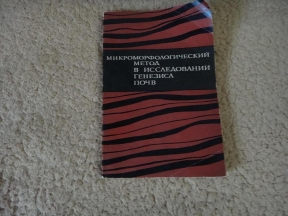 МИКРОМОРФОЛОГИЧЕСКИЙ
МЕТОД
В ИССЛЕДОВАНИИ
ГЕНЕЗИСА
ПОЧВ